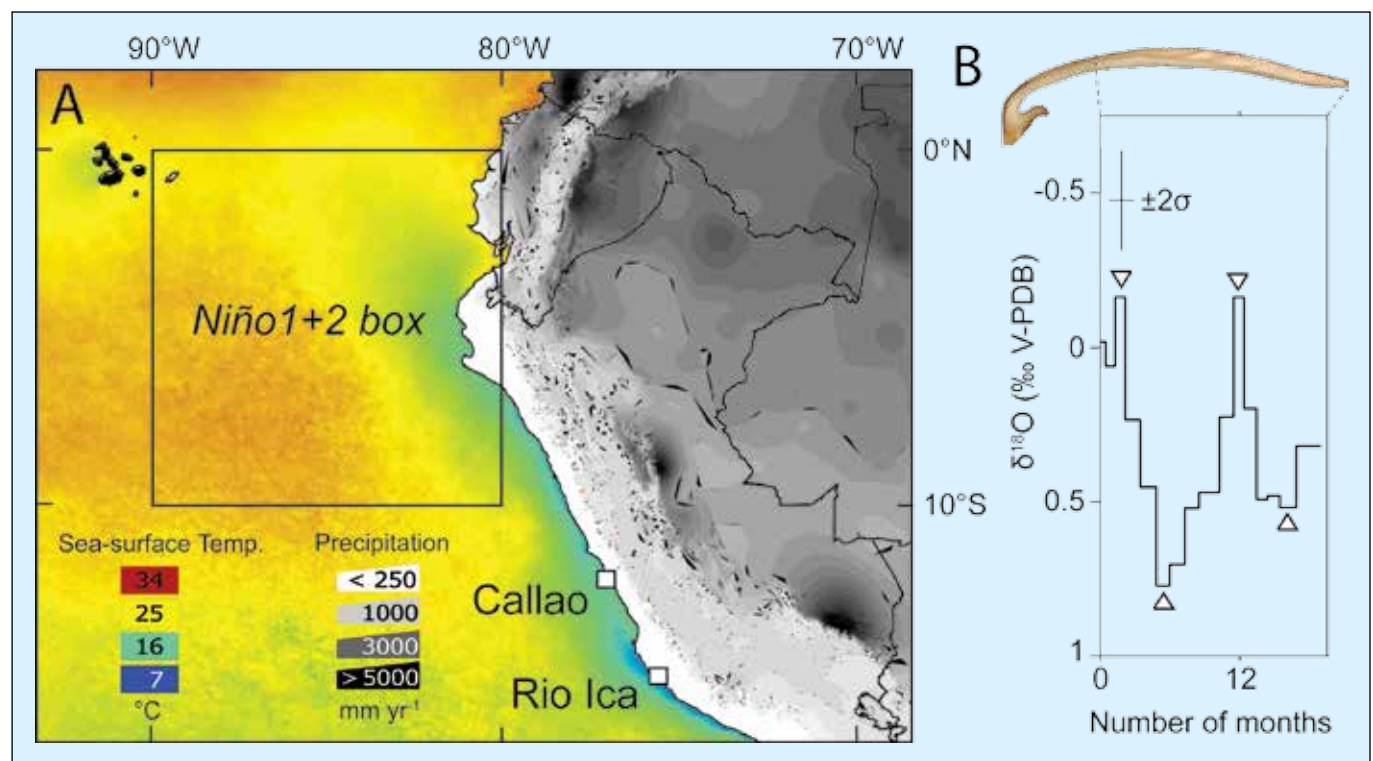 90°W 80°W 70°W
A
0°N
Niño1+2 box
10°S
Sea-surface Temp. Precipitation
34 < 250
25 1000
16 3000
7 > 5000
°C mm yr⁻¹
Callao
Rio Ica
B
-0.5
±2σ
0
0.5
1
δ¹⁸O (‰ V-PDB)
0 12
Number of months